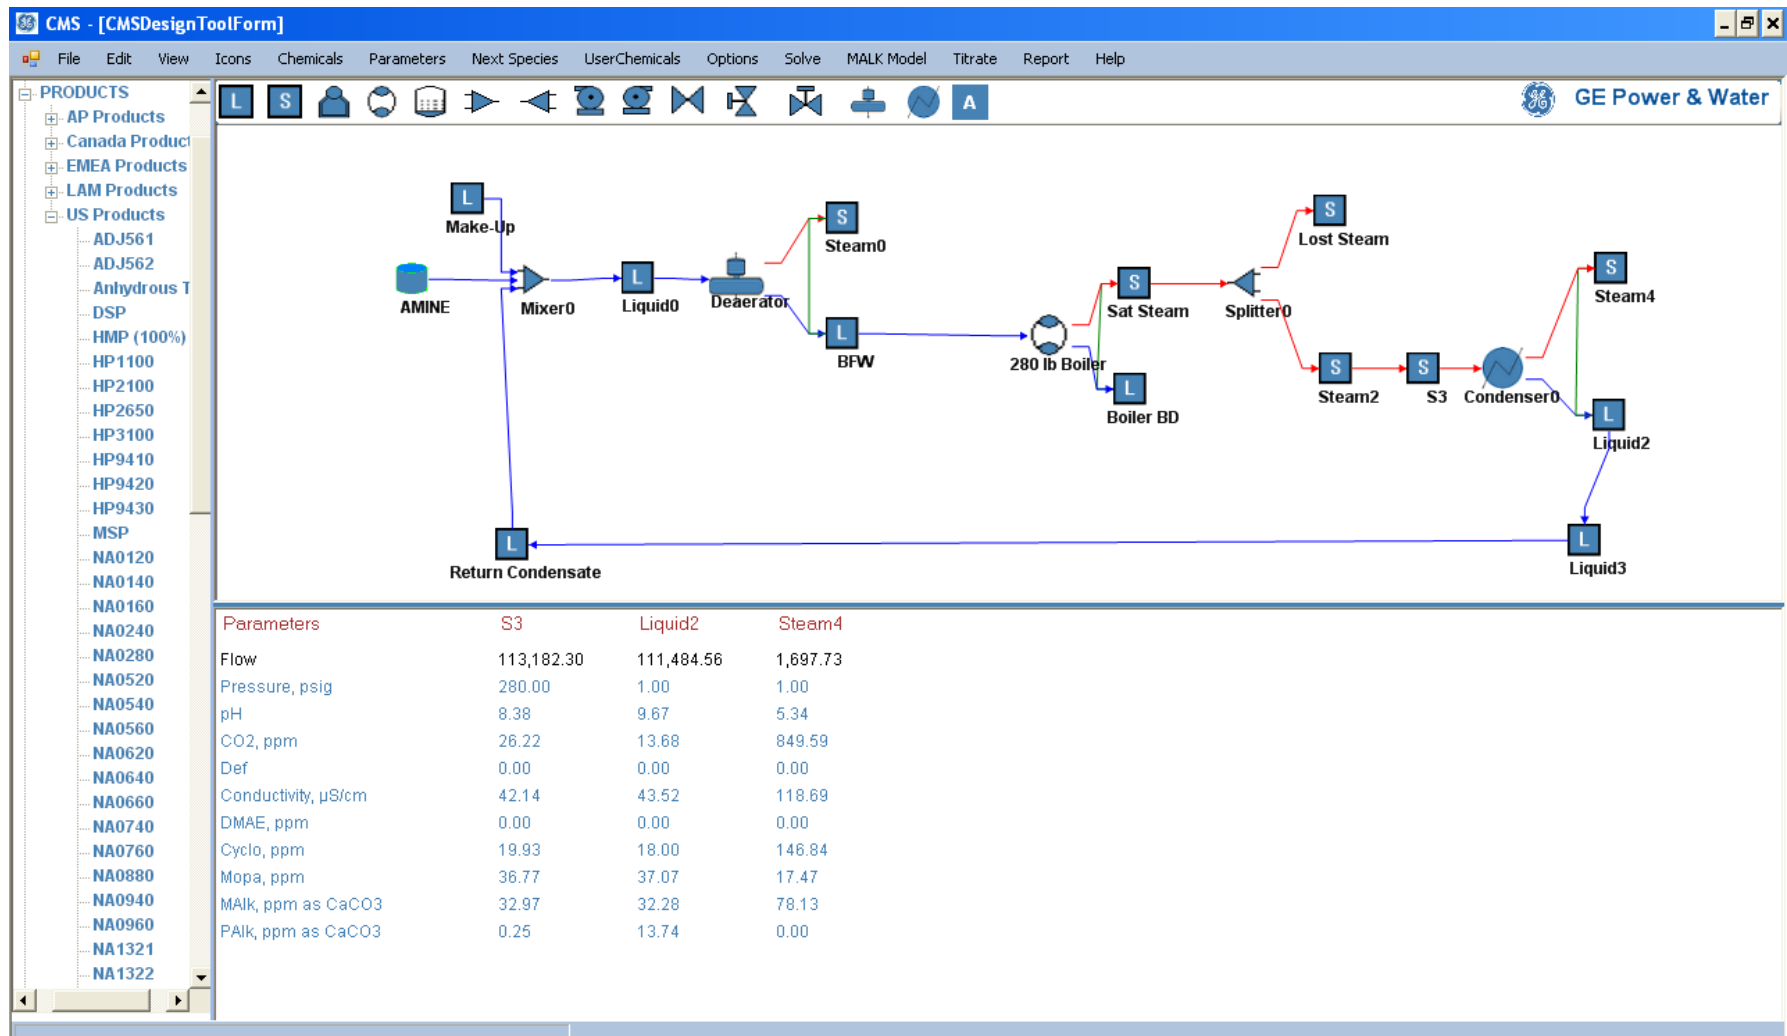 CMS - [CMSDesignToolForm]
File Edit View Icons Chemicals Parameters Next Species UserChemicals Options Solve MALK Model Titrate Report Help
PRODUCTS
AP Products
Canada Product
EMEA Products
LAM Products
US Products
ADJ561
ADJ562
Anhydrous T
DSP
HMP (100%)
HP1100
HP2100
HP2650
HP3100
HP9410
HP9420
HP9430
MSP
NA0120
NA0140
NA0160
NA0240
NA0280
NA0520
NA0540
NA0560
NA0620
NA0640
NA0660
NA0740
NA0760
NA0880
NA0940
NA0960
NA1321
NA1322
L S A
GE Power & Water
L
Make-Up
AMINE
Mixer0
L
Liquid0
Deaerator
S
Steam0
L
BFW
280 lb Boiler
S
Sat Steam
L
Boiler BD
Splitter0
S
Lost Steam
S
Steam2
S
S3
Condenser0
S
Steam4
L
Liquid2
L
Liquid3
L
Return Condensate
Parameters S3 Liquid2 Steam4
Flow 113,182.30 111,484.56 1,697.73
Pressure, psig 280.00 1.00 1.00
pH 8.38 9.67 5.34
CO2, ppm 26.22 13.68 849.59
Def 0.00 0.00 0.00
Conductivity, µS/cm 42.14 43.52 118.69
DMAE, ppm 0.00 0.00 0.00
Cyclo, ppm 19.93 18.00 146.84
Mopa, ppm 36.77 37.07 17.47
MAlk, ppm as CaCO3 32.97 32.28 78.13
PAlk, ppm as CaCO3 0.25 13.74 0.00